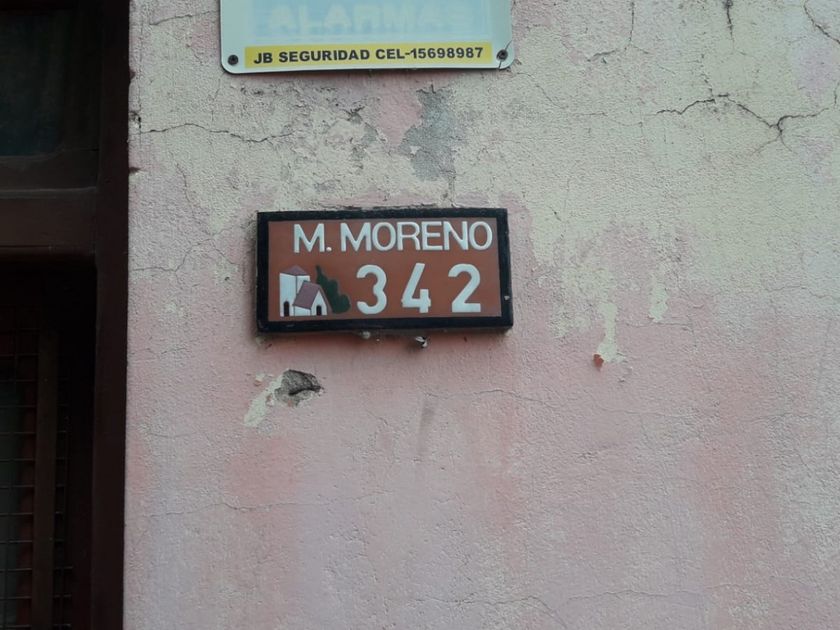 ALARMAS
JB SEGURIDAD CEL-15698987
M. MORENO
342